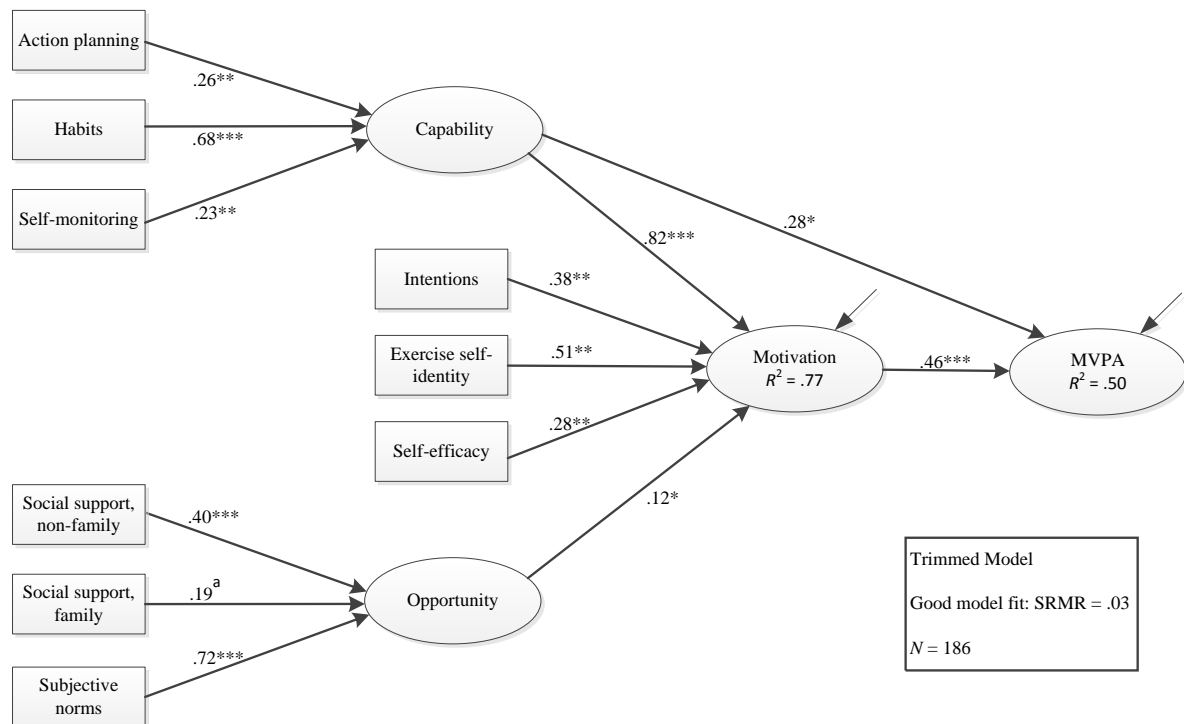 Action planning
.26**
Habits
.68***
Self-monitoring
.23**
Capability
.28*
.82***
Intentions
.38**
Exercise self-
identity
.51**
Self-efficacy
.28**
Motivation
R² = .77
.46***
MVPA
R² = .50
Social support,
non-family
.40***
Social support,
family
.19ª
Subjective
norms
.72***
Opportunity
.12*
Trimmed Model
Good model fit: SRMR = .03
N = 186